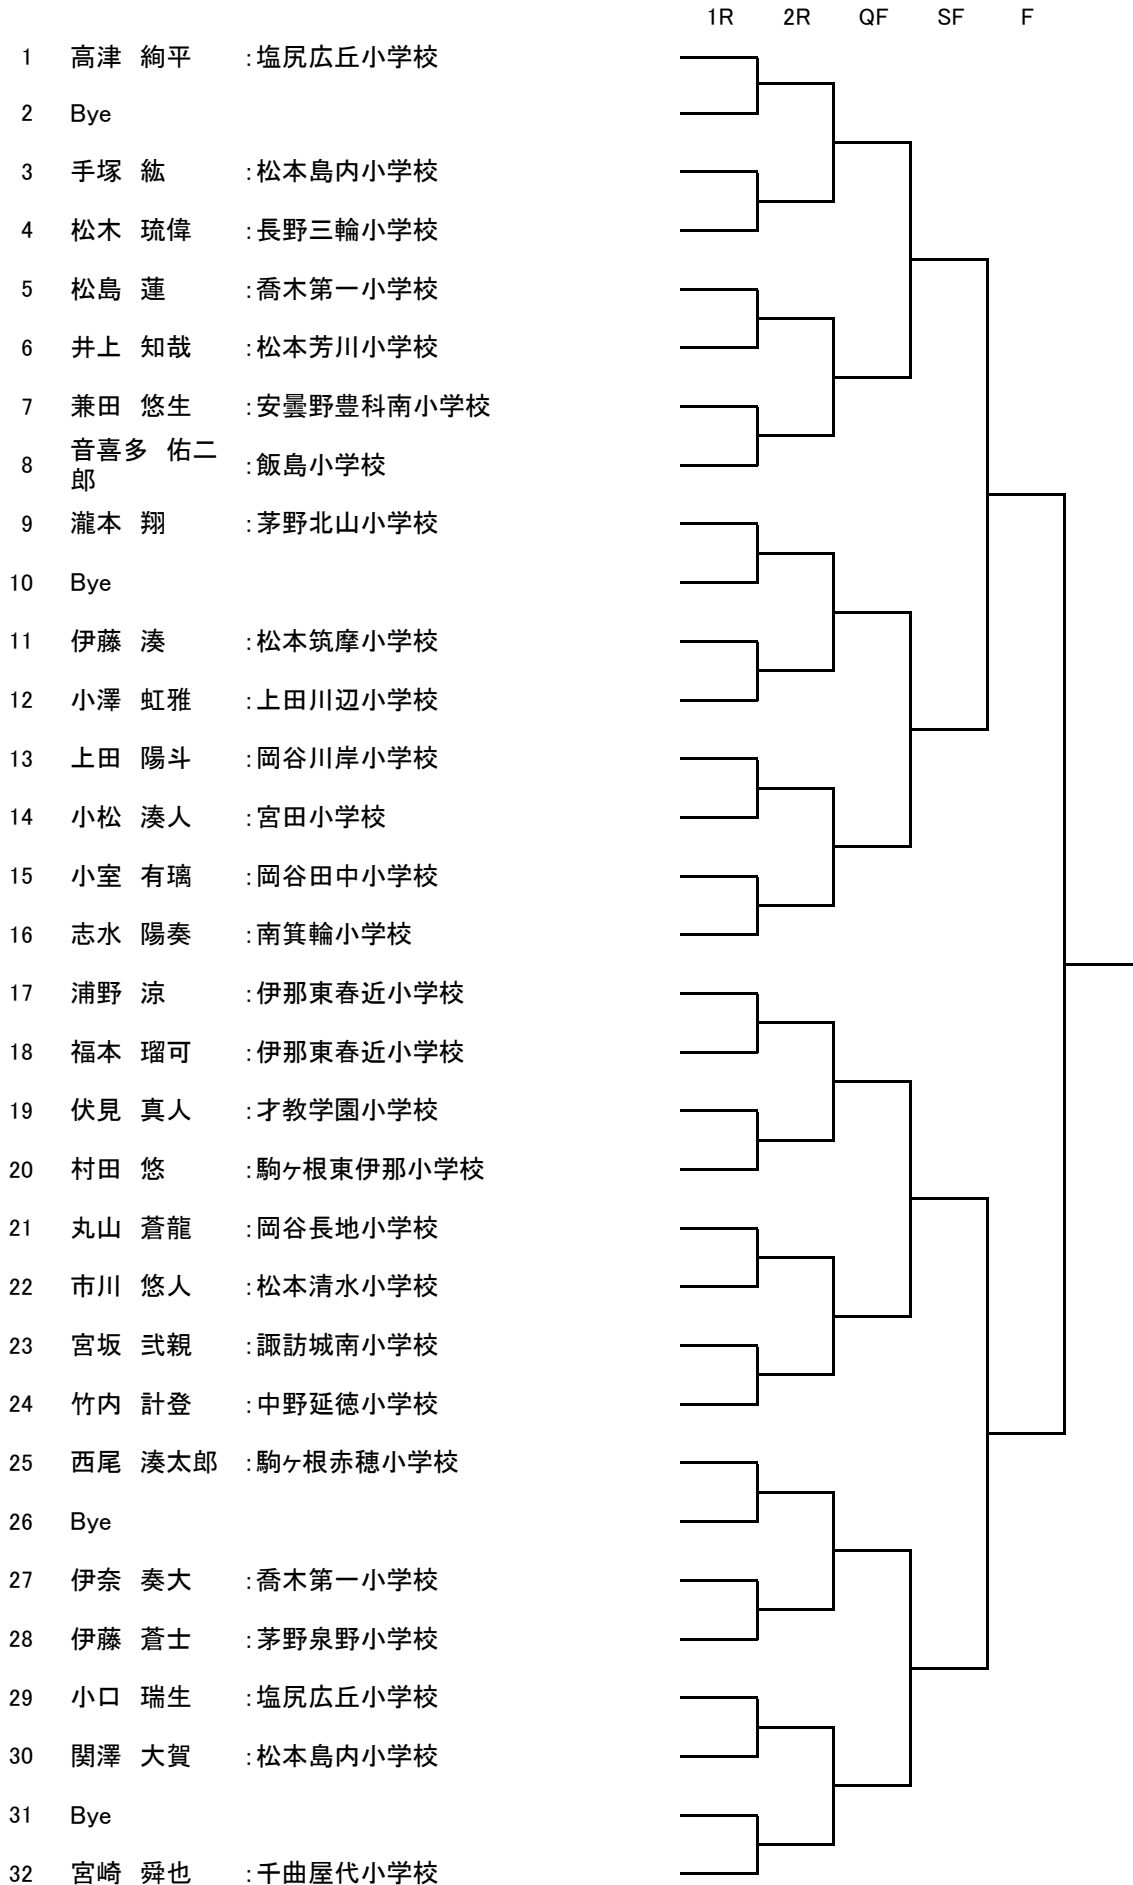 1R 2R QF SF F
1 高津 絢平 :塩尻広丘小学校
2 Bye
3 手塚 紘 :松本島内小学校
4 松木 琉偉 :長野三輪小学校
5 松島 蓮 :喬木第一小学校
6 井上 知哉 :松本芳川小学校
7 兼田 悠生 :安曇野豊科南小学校
8 音喜多 佑二郎 :飯島小学校
9 瀧本 翔 :茅野北山小学校
10 Bye
11 伊藤 湊 :松本筑摩小学校
12 小澤 虹雅 :上田川辺小学校
13 上田 陽斗 :岡谷川岸小学校
14 小松 湊人 :宮田小学校
15 小室 有璃 :岡谷田中小学校
16 志水 陽奏 :南箕輪小学校
17 浦野 涼 :伊那東春近小学校
18 福本 瑠可 :伊那東春近小学校
19 伏見 真人 :才教学園小学校
20 村田 悠 :駒ヶ根東伊那小学校
21 丸山 蒼龍 :岡谷長地小学校
22 市川 悠人 :松本清水小学校
23 宮坂 弐親 :諏訪城南小学校
24 竹内 計登 :中野延徳小学校
25 西尾 湊太郎 :駒ヶ根赤穂小学校
26 Bye
27 伊奈 奏大 :喬木第一小学校
28 伊藤 蒼士 :茅野泉野小学校
29 小口 瑞生 :塩尻広丘小学校
30 関澤 大賀 :松本島内小学校
31 Bye
32 宮崎 舜也 :千曲屋代小学校